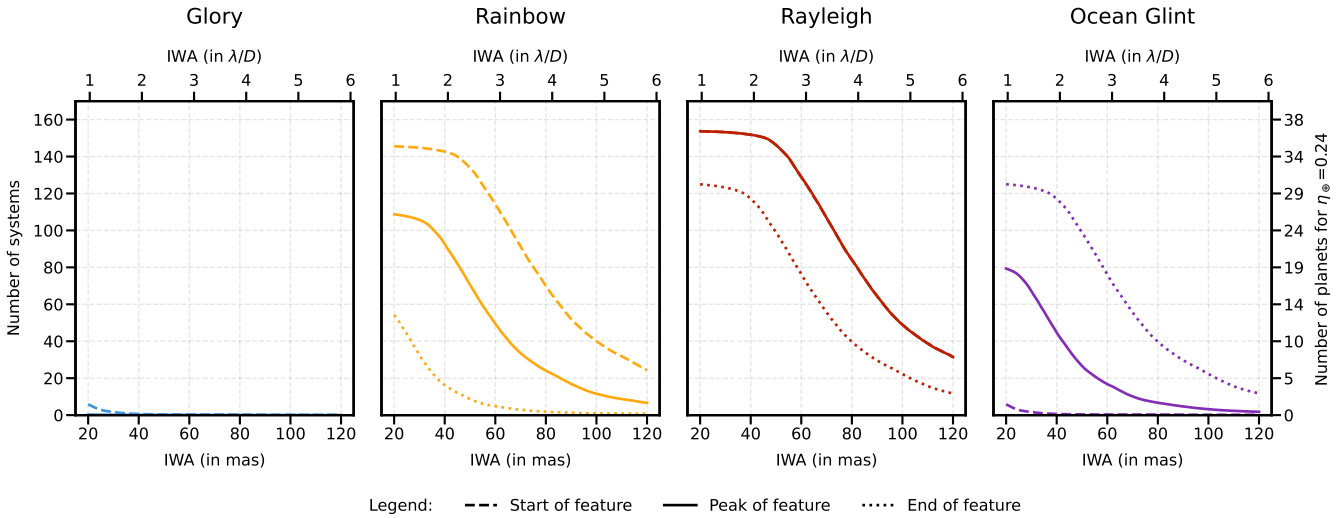 Glory
Rainbow
Rayleigh
Ocean Glint
IWA (in λ/D)
IWA (in λ/D)
IWA (in λ/D)
IWA (in λ/D)
1 2 3 4 5 6
1 2 3 4 5 6
1 2 3 4 5 6
1 2 3 4 5 6
Number of systems
160
140
120
100
80
60
40
20
0
38
34
29
24
19
14
10
5
0
Number of planets for η⊕=0.24
20 40 60 80 100 120
20 40 60 80 100 120
20 40 60 80 100 120
20 40 60 80 100 120
IWA (in mas)
IWA (in mas)
IWA (in mas)
IWA (in mas)
Legend: Start of feature Peak of feature End of feature